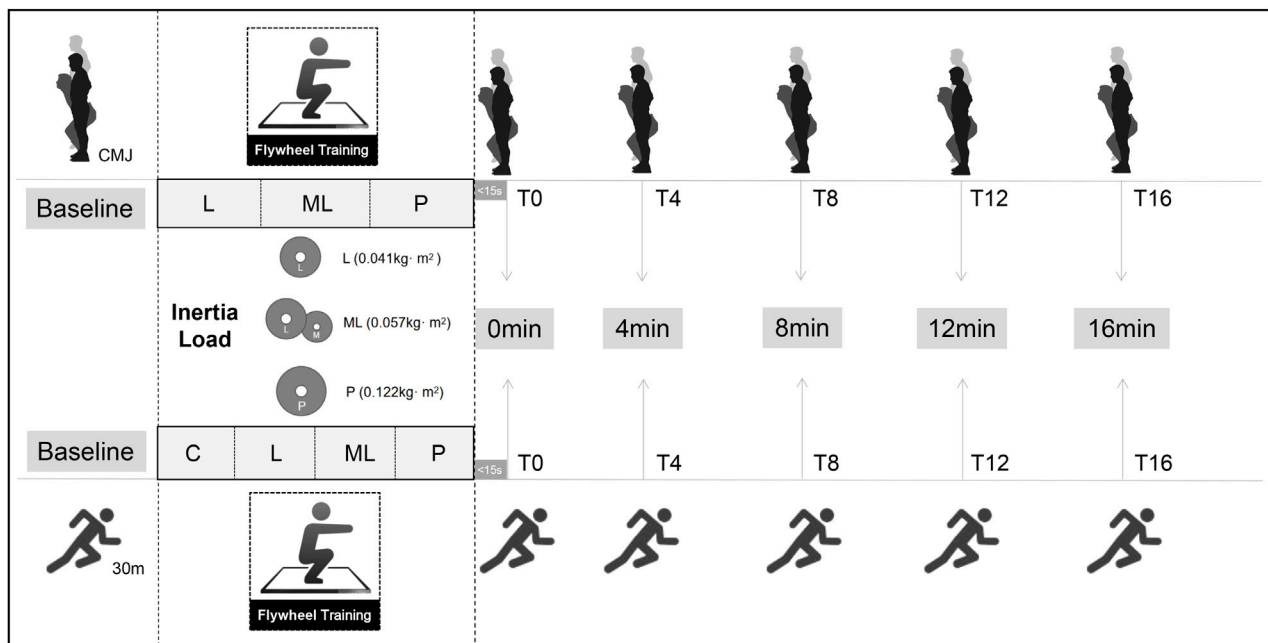 CMJ
Flywheel Training
Baseline
L ML P
<15s
T0 T4 T8 T12 T16
L
L (0.041kg· m²)
Inertia
Load
L M
ML (0.057kg· m²)
0min 4min 8min 12min 16min
P
P (0.122kg· m²)
Baseline
C L ML P
<15s
T0 T4 T8 T12 T16
30m
Flywheel Training